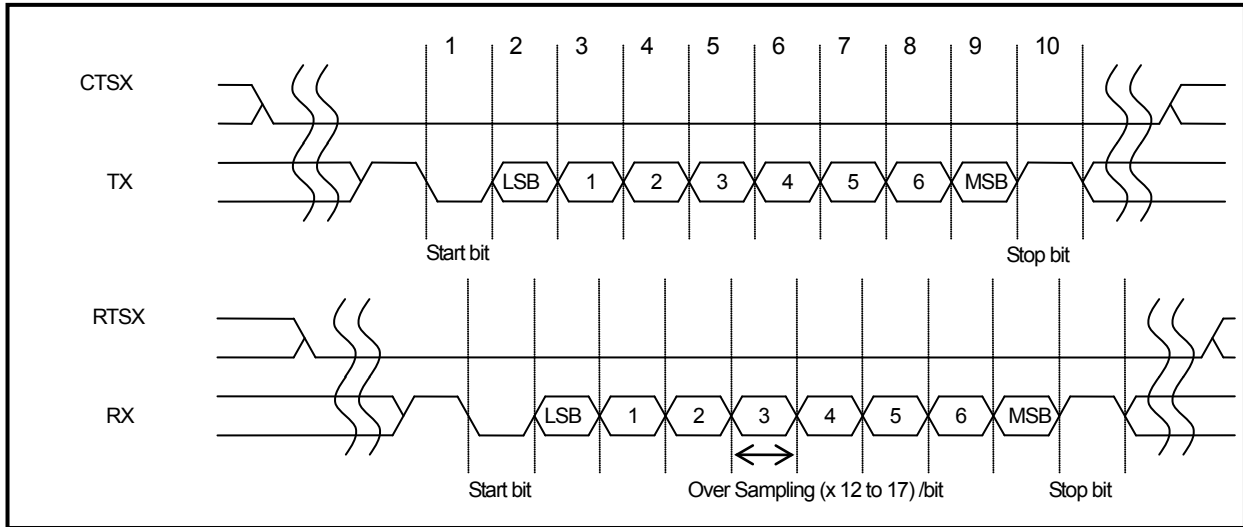 1 2 3 4 5 6 7 8 9 10
CTSX
TX LSB 1 2 3 4 5 6 MSB
Start bit Stop bit
RTSX
RX LSB 1 2 3 4 5 6 MSB
Start bit Over Sampling (x 12 to 17) /bit Stop bit